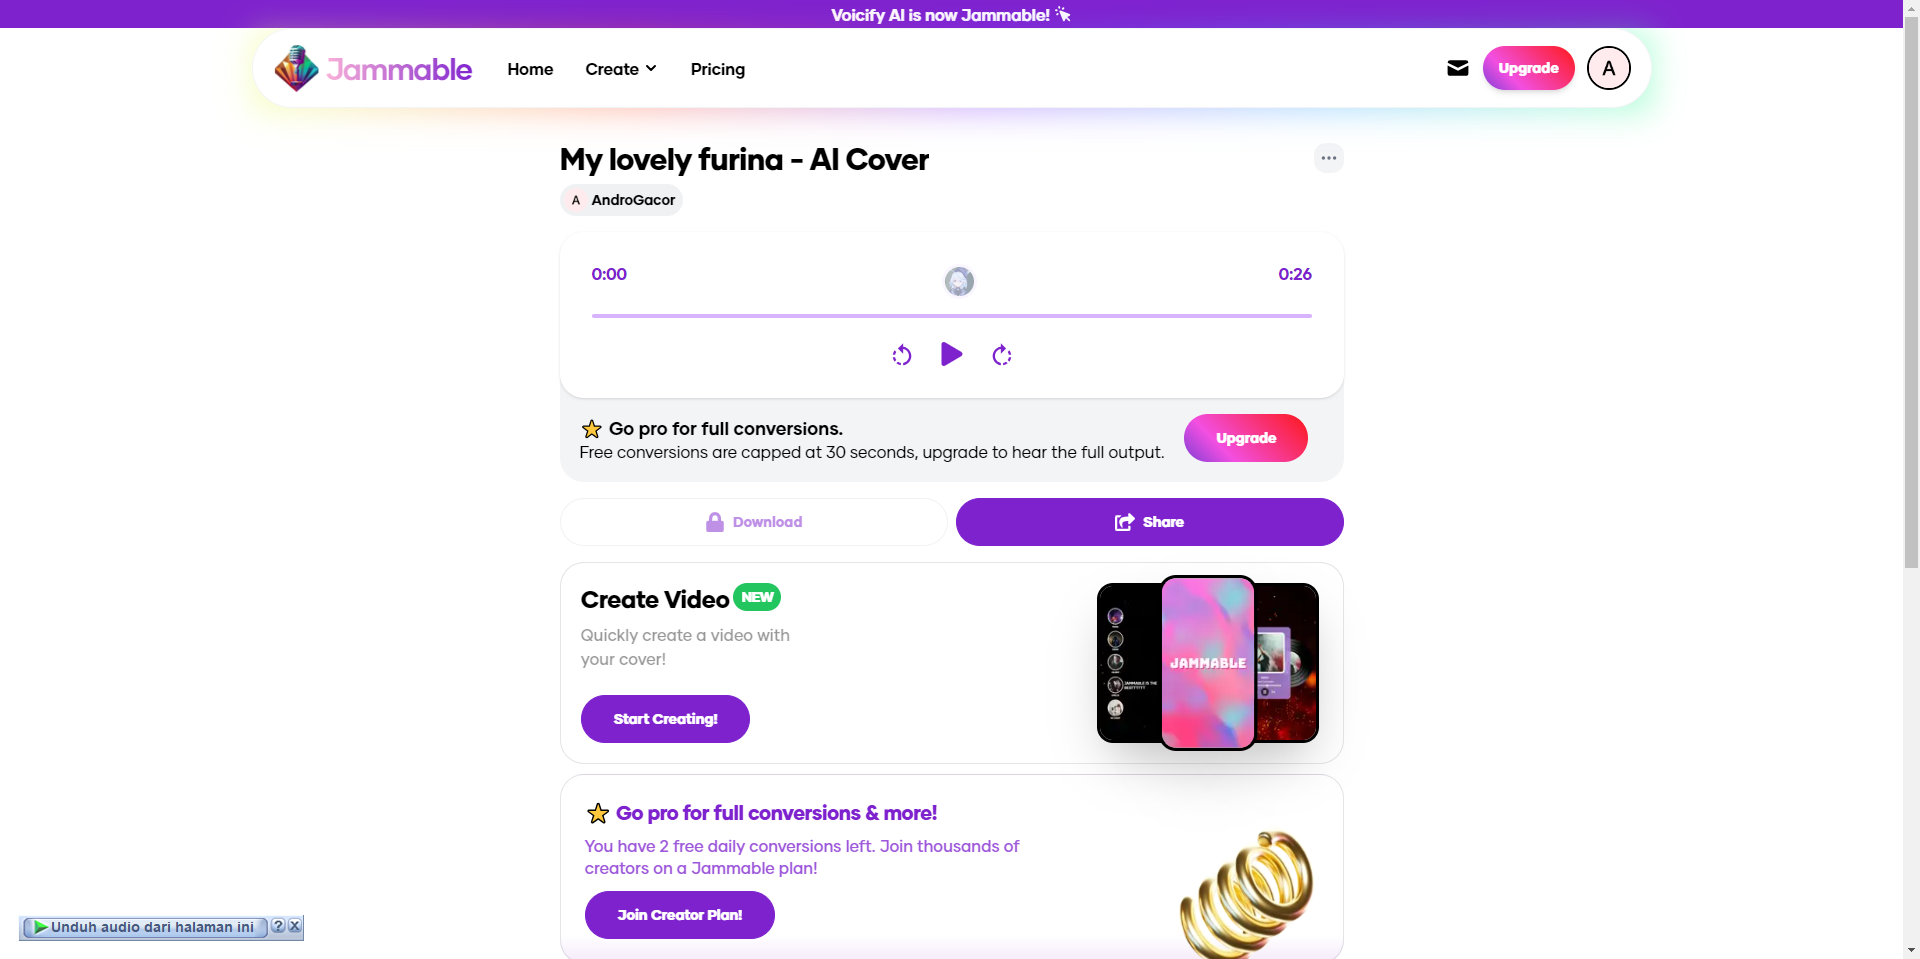 Voicify AI is now Jammable!
Jammable
Home
Create
Pricing
Upgrade
A
My lovely furina - AI Cover
A AndroGacor
0:00
0:26
Go pro for full conversions.
Free conversions are capped at 30 seconds, upgrade to hear the full output.
Upgrade
Download
Share
Create Video NEW
Quickly create a video with
your cover!
JAMMABLE
Start Creating!
Go pro for full conversions & more!
You have 2 free daily conversions left. Join thousands of
creators on a Jammable plan!
Join Creator Plan!
Unduh audio dari halaman ini ? X